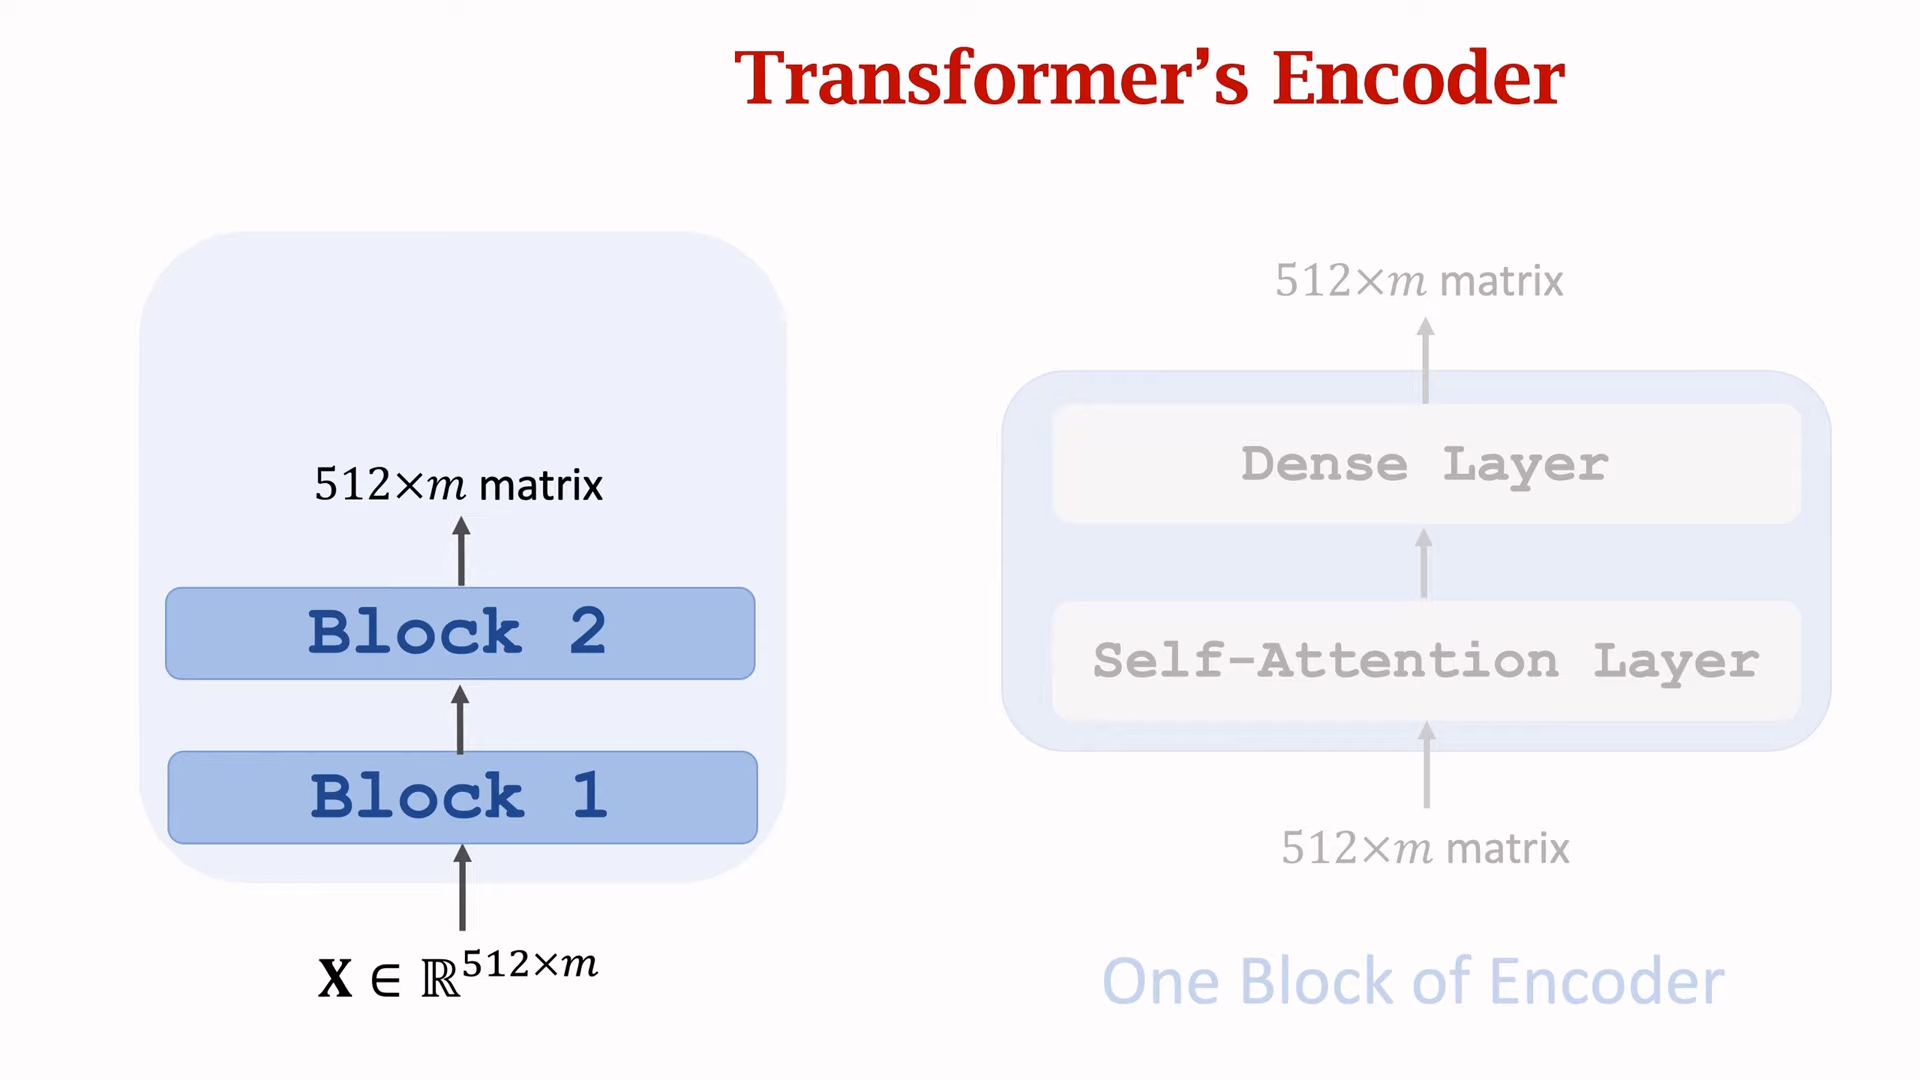 Transformer's Encoder
512×m matrix
Block 2
Block 1
X ∈ ℝ^512×m
512×m matrix
Dense Layer
Self-Attention Layer
512×m matrix
One Block of Encoder